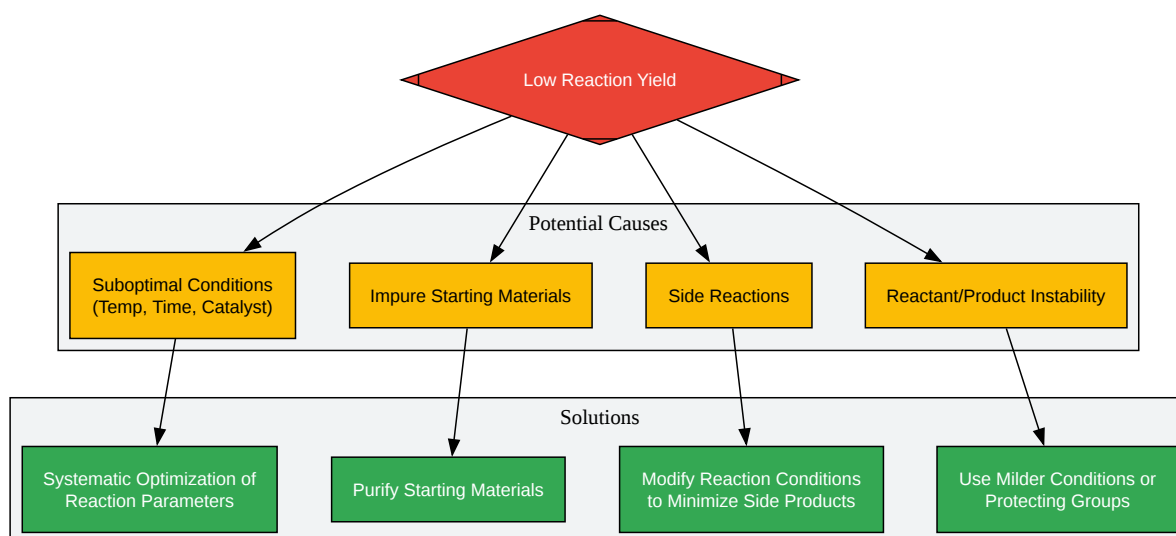 Low Reaction Yield
Potential Causes
Suboptimal Conditions
(Temp, Time, Catalyst)
Impure Starting Materials
Side Reactions
Reactant/Product Instability
Solutions
Systematic Optimization of
Reaction Parameters
Purify Starting Materials
Modify Reaction Conditions
to Minimize Side Products
Use Milder Conditions or
Protecting Groups